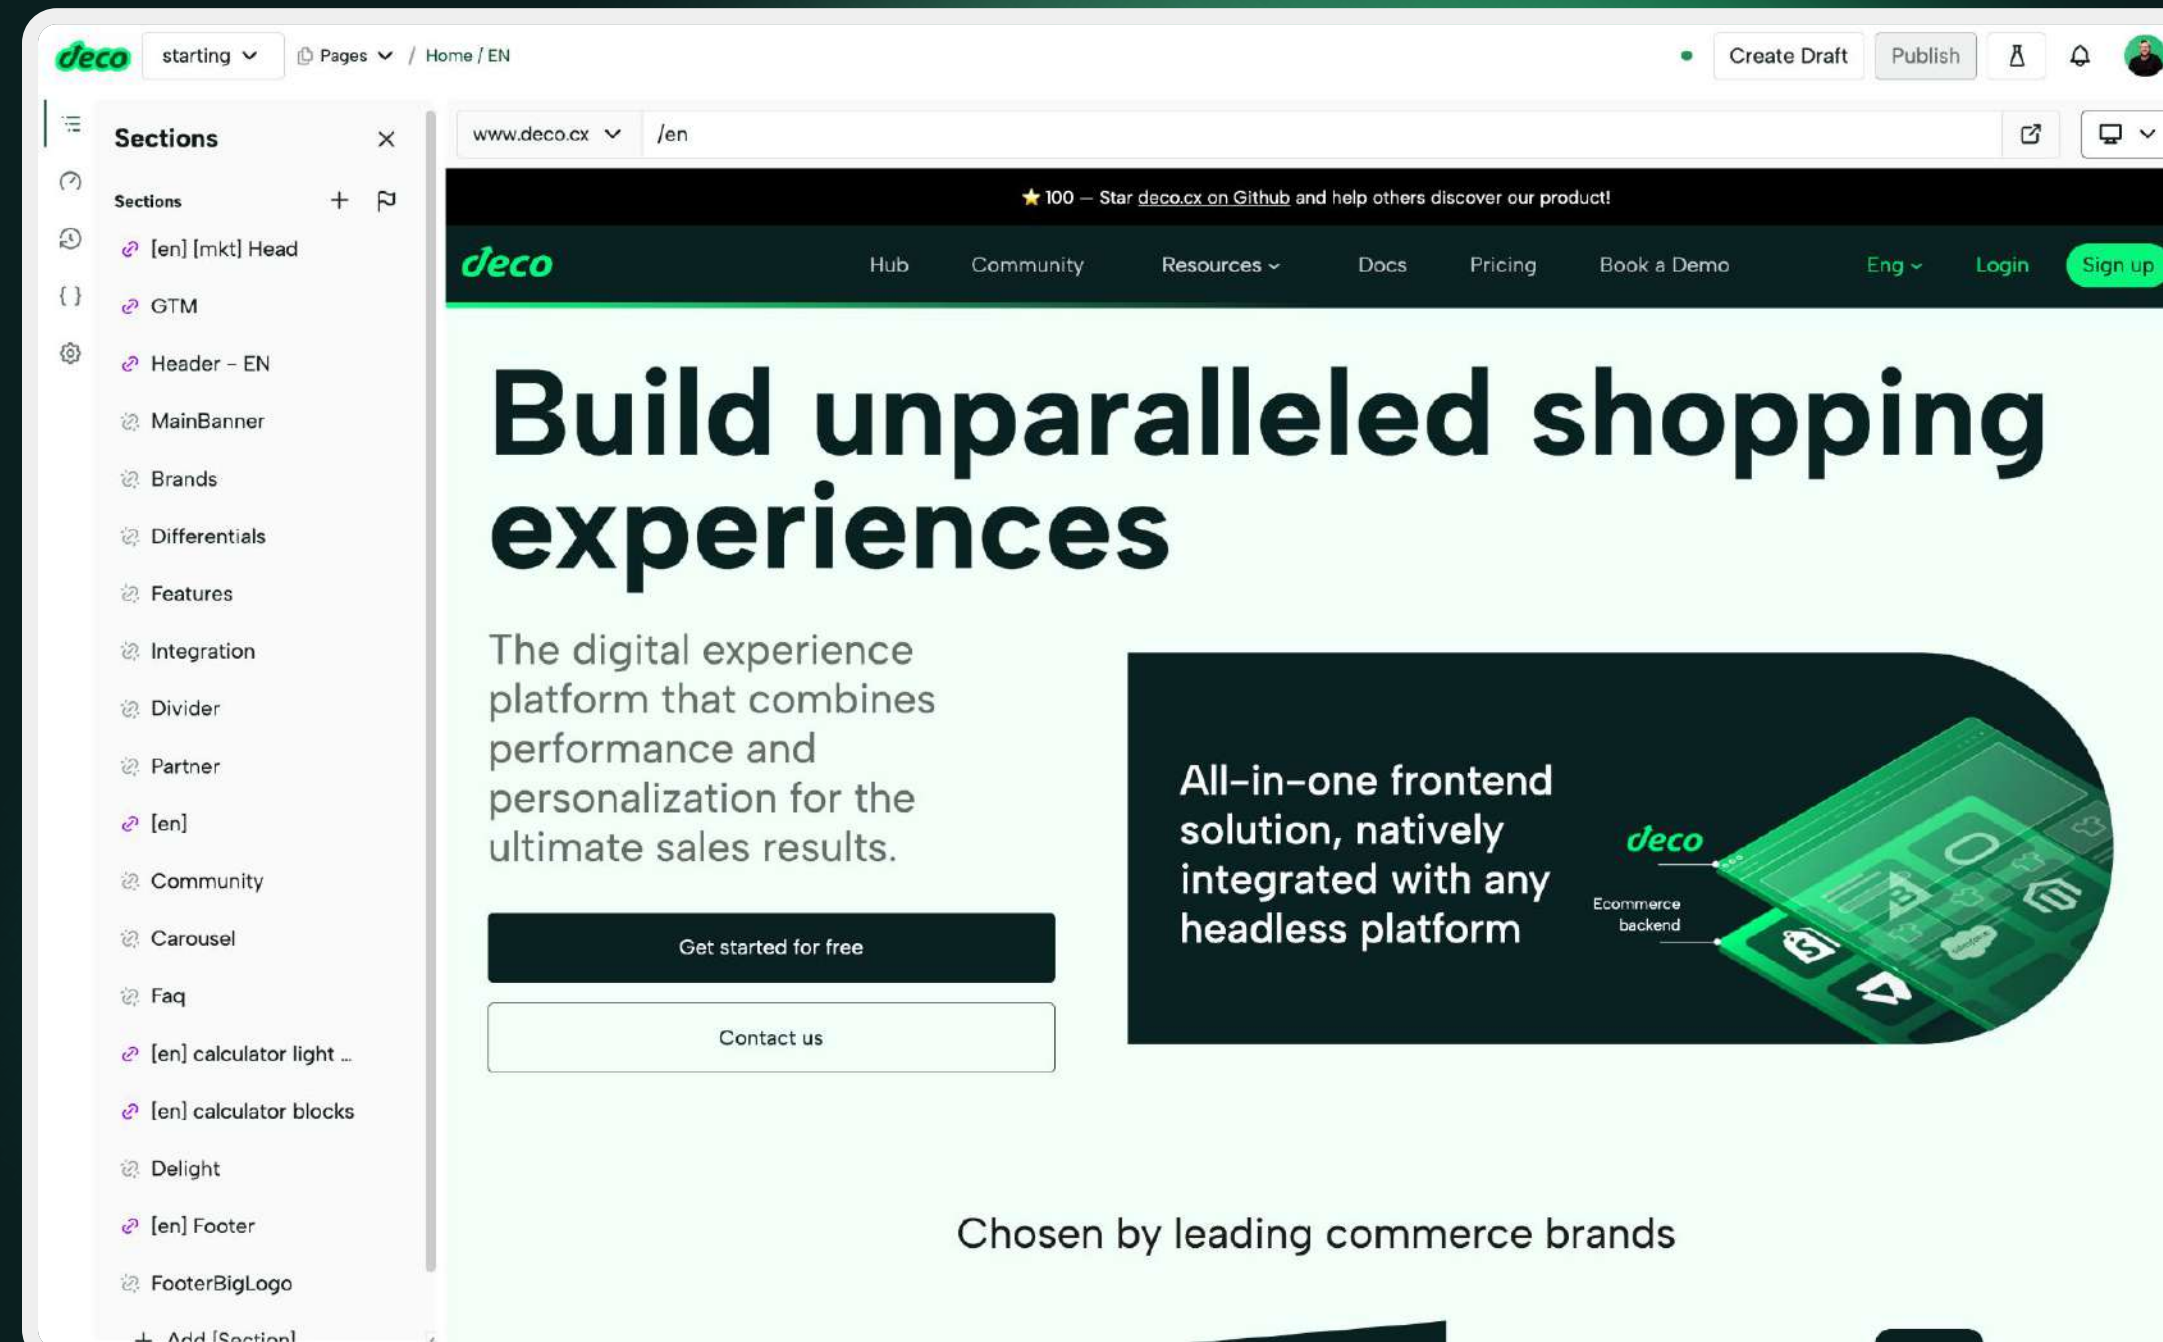 deco
starting
Pages / Home / EN
Create Draft
Publish
Sections
Sections
[en] [mkt] Head
GTM
Header - EN
MainBanner
Brands
Differentials
Features
Integration
Divider
Partner
[en]
Community
Carousel
Faq
[en] calculator light ...
[en] calculator blocks
Delight
[en] Footer
FooterBigLogo
+ Add [Section]
www.deco.cx
/en
⭐ 100 — Star deco.cx on Github and help others discover our product!
deco
Hub
Community
Resources
Docs
Pricing
Book a Demo
Eng
Login
Sign up
Build unparalleled shopping
experiences
The digital experience
platform that combines
performance and
personalization for the
ultimate sales results.
Get started for free
Contact us
All-in-one frontend
solution, natively
integrated with any
headless platform
deco
Ecommerce
backend
Chosen by leading commerce brands